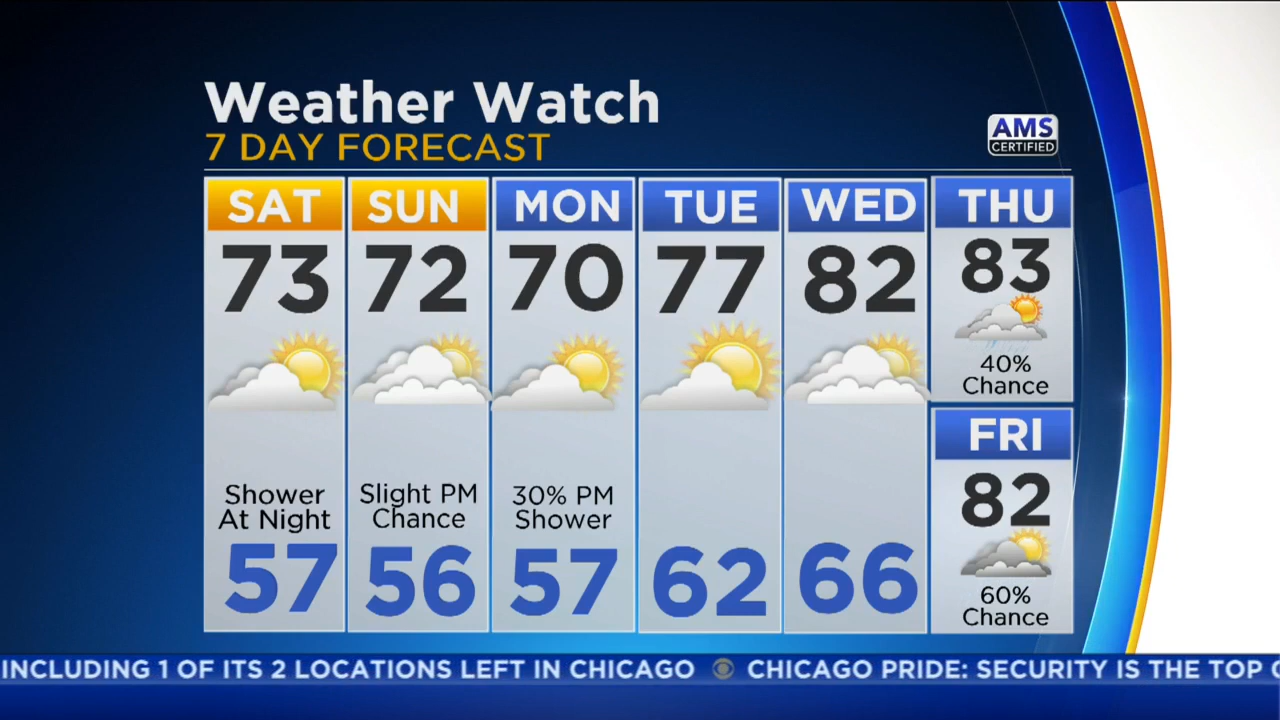 Weather Watch
7 DAY FORECAST
AMS
CERTIFIED
SAT
73
Shower
At Night
57
SUN
72
Slight PM
Chance
56
MON
70
30% PM
Shower
57
TUE
77
62
WED
82
66
THU
83
40%
Chance
FRI
82
60%
Chance
INCLUDING 1 OF ITS 2 LOCATIONS LEFT IN CHICAGO CHICAGO PRIDE: SECURITY IS THE TOP